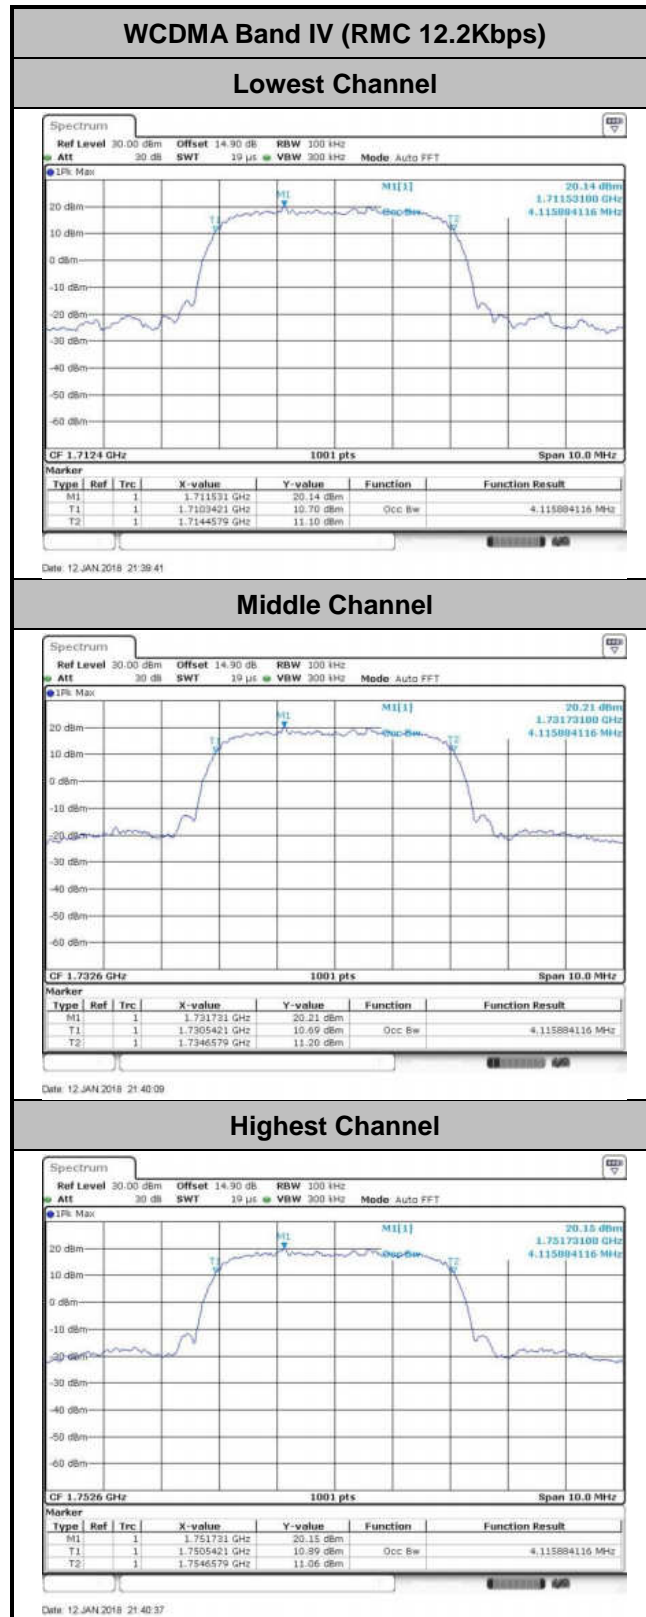 WCDMA Band IV (RMC 12.2Kbps)
Lowest Channel
Spectrum
Ref Level 30.00 dBm Offset 14.90 dB RBW 100 kHz
Att 30 dB SWT 19 µs VBW 300 kHz Mode Auto FFT
1Pk Max
M1[1] 20.14 dBm
1.71153100 GHz
Occ Bw 4.115884116 MHz
M1
T1
T2
20 dBm
10 dBm
0 dBm
-10 dBm
-20 dBm
-30 dBm
-40 dBm
-50 dBm
-60 dBm
CF 1.7124 GHz 1001 pts Span 10.0 MHz
Marker
Type Ref Trc X-value Y-value Function Function Result
M1 1 1.711531 GHz 20.14 dBm
T1 1 1.7103421 GHz 10.70 dBm Occ Bw 4.115884116 MHz
T2 1 1.7144579 GHz 11.10 dBm
Date: 12.JAN.2018 21:39:41
Middle Channel
Spectrum
Ref Level 30.00 dBm Offset 14.90 dB RBW 100 kHz
Att 30 dB SWT 19 µs VBW 300 kHz Mode Auto FFT
1Pk Max
M1[1] 20.21 dBm
1.73173100 GHz
Occ Bw 4.115884116 MHz
M1
T1
T2
20 dBm
10 dBm
0 dBm
-10 dBm
-20 dBm
-30 dBm
-40 dBm
-50 dBm
-60 dBm
CF 1.7326 GHz 1001 pts Span 10.0 MHz
Marker
Type Ref Trc X-value Y-value Function Function Result
M1 1 1.731731 GHz 20.21 dBm
T1 1 1.7305421 GHz 10.69 dBm Occ Bw 4.115884116 MHz
T2 1 1.7346579 GHz 11.20 dBm
Date: 12.JAN.2018 21:40:09
Highest Channel
Spectrum
Ref Level 30.00 dBm Offset 14.90 dB RBW 100 kHz
Att 30 dB SWT 19 µs VBW 300 kHz Mode Auto FFT
1Pk Max
M1[1] 20.15 dBm
1.75173100 GHz
Occ Bw 4.115884116 MHz
M1
T1
T2
20 dBm
10 dBm
0 dBm
-10 dBm
-20 dBm
-30 dBm
-40 dBm
-50 dBm
-60 dBm
CF 1.7526 GHz 1001 pts Span 10.0 MHz
Marker
Type Ref Trc X-value Y-value Function Function Result
M1 1 1.751731 GHz 20.15 dBm
T1 1 1.7505421 GHz 10.89 dBm Occ Bw 4.115884116 MHz
T2 1 1.7546579 GHz 11.06 dBm
Date: 12.JAN.2018 21:40:37